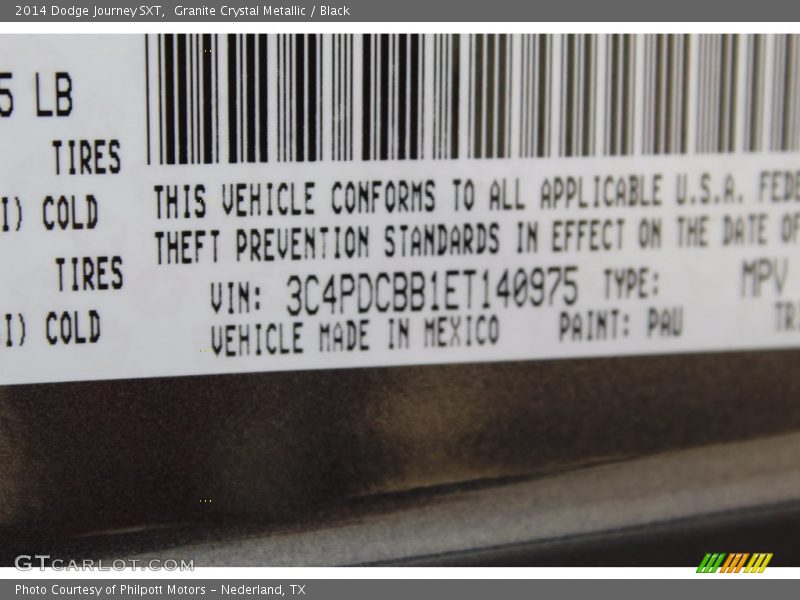 2014 Dodge Journey SXT, Granite Crystal Metallic / Black
5 LB
TIRES
I) COLD
TIRES
I) COLD
THIS VEHICLE CONFORMS TO ALL APPLICABLE U.S.A. FEDE
THEFT PREVENTION STANDARDS IN EFFECT ON THE DATE OF
VIN: 3C4PDCBB1ET140975 TYPE: MPV
VEHICLE MADE IN MEXICO PAINT: PAU TR
GTCARLOT.COM
Photo Courtesy of Philpott Motors - Nederland, TX